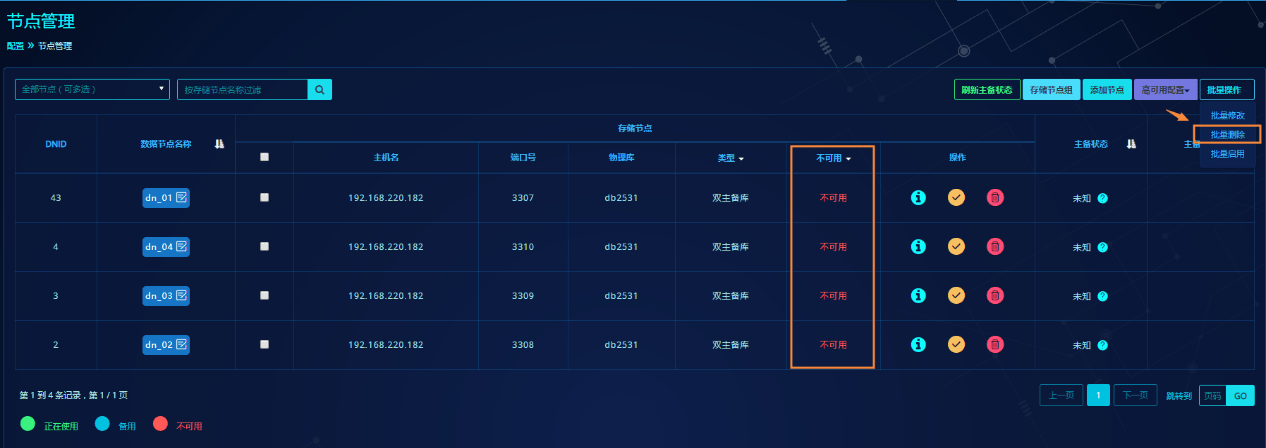 节点管理
配置 » 节点管理
全部节点（可多选）
按存储节点名称过滤
刷新主备状态 存储节点组 添加节点 高可用配置 批量操作
批量修改
批量删除
批量启用
DNID 数据节点名称 存储节点 主备状态 主备
主机名 端口号 物理库 类型 不可用 操作
43 dn_01 192.168.220.182 3307 db2531 双主备库 不可用 未知
4 dn_04 192.168.220.182 3310 db2531 双主备库 不可用 未知
3 dn_03 192.168.220.182 3309 db2531 双主备库 不可用 未知
2 dn_02 192.168.220.182 3308 db2531 双主备库 不可用 未知
第 1 到 4 条记录，第 1 / 1 页
上一页 1 下一页 跳转到 页码 GO
正在使用 备用 不可用